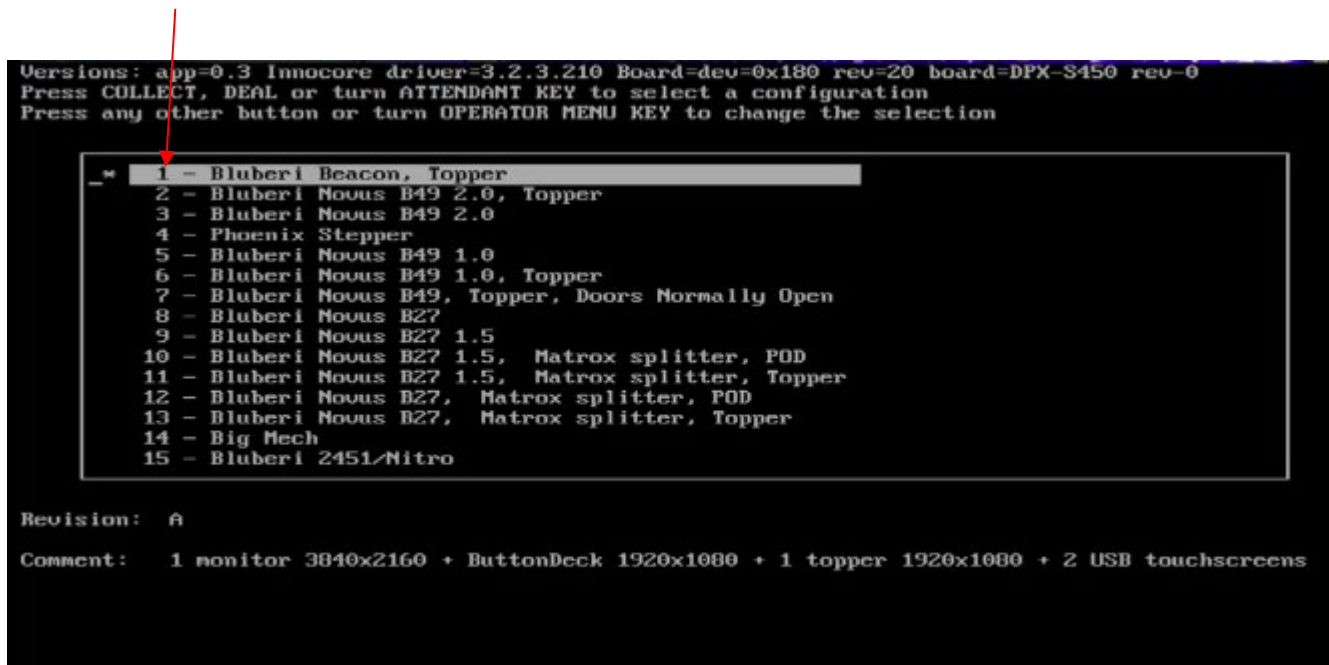 Versions: app=0.3 Innocore driver=3.2.3.210 Board=dev=0x180 rev=20 board=DPX-S450 rev-0
Press COLLECT, DEAL or turn ATTENDANT KEY to select a configuration
Press any other button or turn OPERATOR MENU KEY to change the selection
_* 1 - Bluberi Beacon, Topper
2 - Bluberi Novus B49 2.0, Topper
3 - Bluberi Novus B49 2.0
4 - Phoenix Stepper
5 - Bluberi Novus B49 1.0
6 - Bluberi Novus B49 1.0, Topper
7 - Bluberi Novus B49, Topper, Doors Normally Open
8 - Bluberi Novus B27
9 - Bluberi Novus B27 1.5
10 - Bluberi Novus B27 1.5, Matrox splitter, POD
11 - Bluberi Novus B27 1.5, Matrox splitter, Topper
12 - Bluberi Novus B27, Matrox splitter, POD
13 - Bluberi Novus B27, Matrox splitter, Topper
14 - Big Mech
15 - Bluberi 2451/Nitro
Revision: A
Comment: 1 monitor 3840x2160 + ButtonDeck 1920x1080 + 1 topper 1920x1080 + 2 USB touchscreens